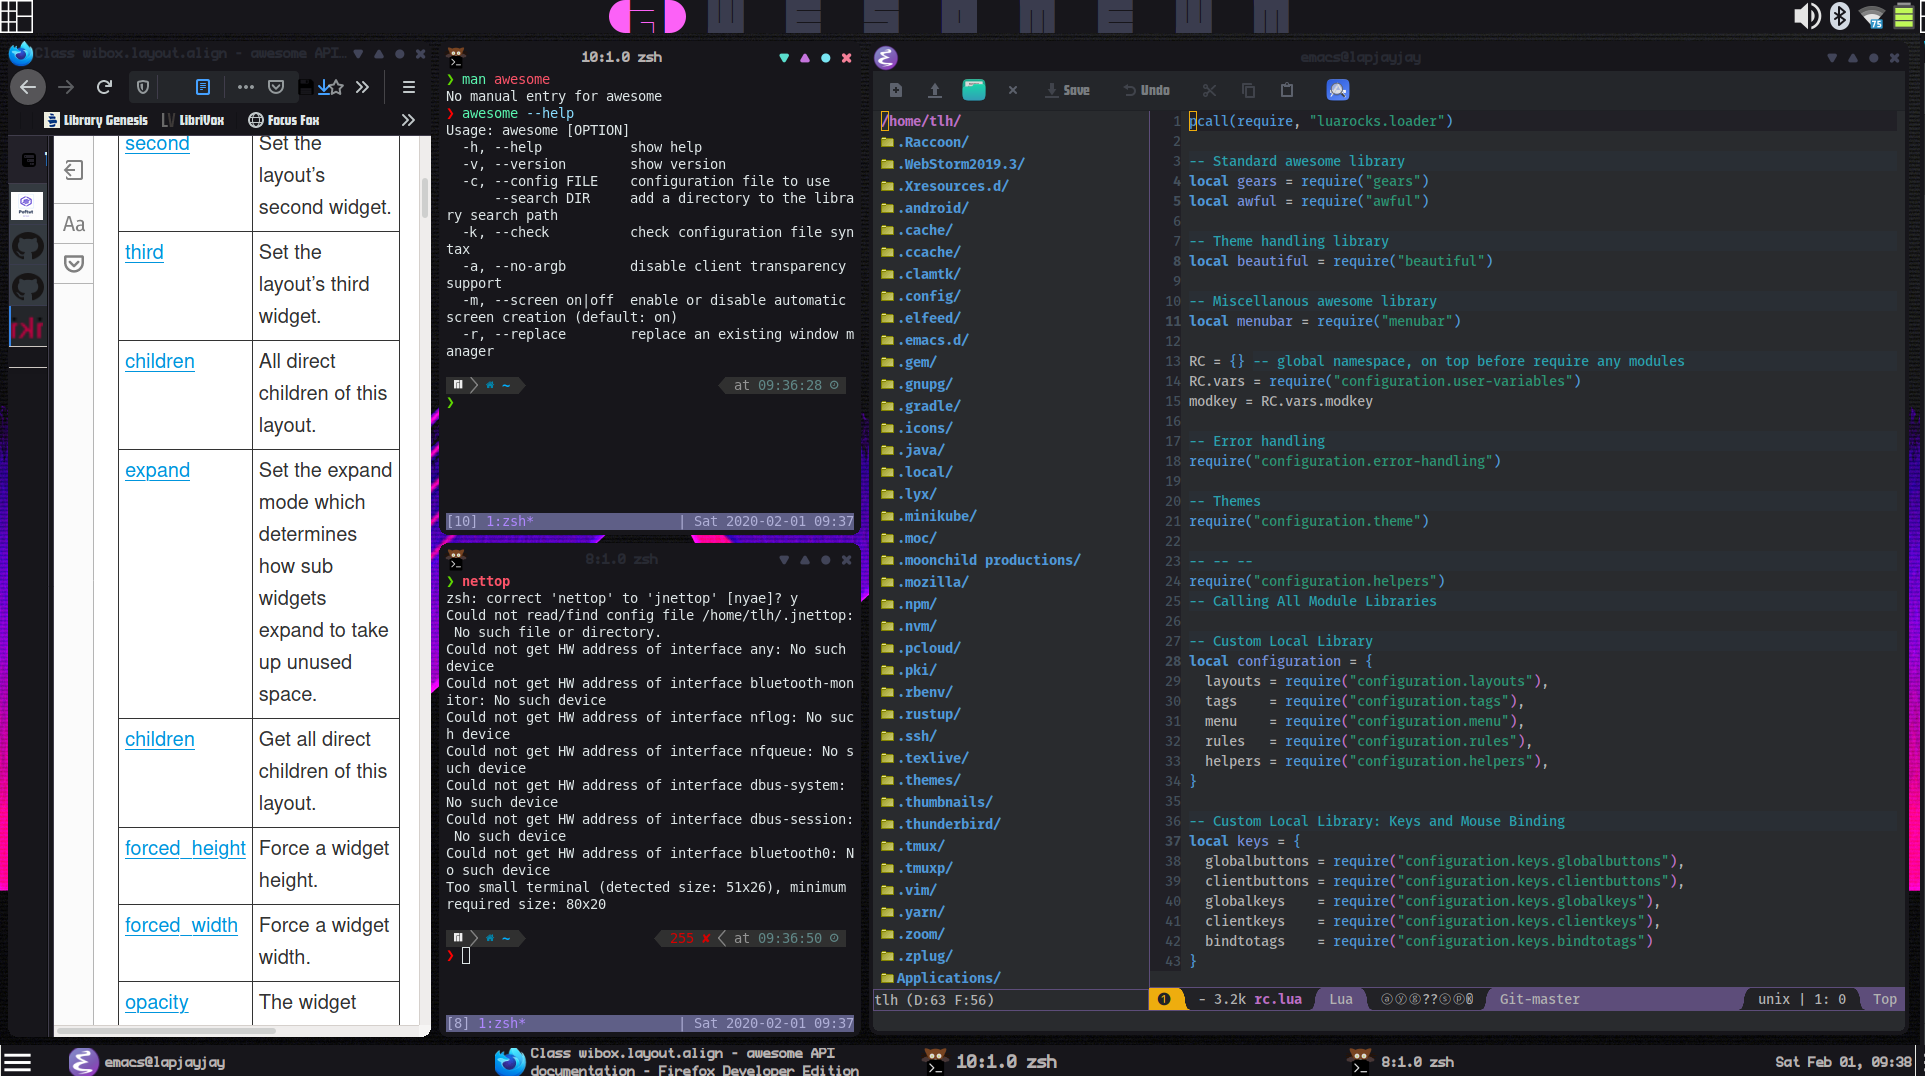 A W E S O M E W M
75
Class wibox.layout.align - awesome API
Library Genesis
LibriVox
Focus Fox
second
Set the
layout’s
second widget.
third
Set the
layout’s third
widget.
children
All direct
children of this
layout.
expand
Set the expand
mode which
determines
how sub
widgets
expand to take
up unused
space.
children
Get all direct
children of this
layout.
forced_height
Force a widget
height.
forced_width
Force a widget
width.
opacity
The widget
Aa
10:1.0 zsh
❯ man awesome
No manual entry for awesome
❯ awesome --help
Usage: awesome [OPTION]
-h, --help show help
-v, --version show version
-c, --config FILE configuration file to use
--search DIR add a directory to the libra
ry search path
-k, --check check configuration file syn
tax
-a, --no-argb disable client transparency
support
-m, --screen on|off enable or disable automatic
screen creation (default: on)
-r, --replace replace an existing window m
anager
~ at 09:36:28
❯
[10] 1:zsh* | Sat 2020-02-01 09:37
8:1.0 zsh
❯ nettop
zsh: correct 'nettop' to 'jnettop' [nyae]? y
Could not read/find config file /home/tlh/.jnettop:
No such file or directory.
Could not get HW address of interface any: No such
device
Could not get HW address of interface bluetooth-mon
itor: No such device
Could not get HW address of interface nflog: No suc
h device
Could not get HW address of interface nfqueue: No s
uch device
Could not get HW address of interface dbus-system:
No such device
Could not get HW address of interface dbus-session:
No such device
Could not get HW address of interface bluetooth0: N
o such device
Too small terminal (detected size: 51x26), minimum
required size: 80x20
~ 255 ✘ at 09:36:50
❯
[8] 1:zsh* | Sat 2020-02-01 09:37
emacs@lapjayjay
Save
Undo
/home/tlh/
.Raccoon/
.WebStorm2019.3/
.Xresources.d/
.android/
.cache/
.ccache/
.clamtk/
.config/
.elfeed/
.emacs.d/
.gem/
.gnupg/
.gradle/
.icons/
.java/
.local/
.lyx/
.minikube/
.moc/
.moonchild productions/
.mozilla/
.npm/
.nvm/
.pcloud/
.pki/
.rbenv/
.rustup/
.ssh/
.texlive/
.themes/
.thumbnails/
.thunderbird/
.tmux/
.tmuxp/
.vim/
.yarn/
.zoom/
.zplug/
Applications/
tlh (D:63 F:56)
1 pcall(require, "luarocks.loader")
2
3 -- Standard awesome library
4 local gears = require("gears")
5 local awful = require("awful")
6
7 -- Theme handling library
8 local beautiful = require("beautiful")
9
10 -- Miscellanous awesome library
11 local menubar = require("menubar")
12
13 RC = {} -- global namespace, on top before require any modules
14 RC.vars = require("configuration.user-variables")
15 modkey = RC.vars.modkey
16
17 -- Error handling
18 require("configuration.error-handling")
19
20 -- Themes
21 require("configuration.theme")
22
23 -- -- --
24 require("configuration.helpers")
25 -- Calling All Module Libraries
26
27 -- Custom Local Library
28 local configuration = {
29 layouts = require("configuration.layouts"),
30 tags = require("configuration.tags"),
31 menu = require("configuration.menu"),
32 rules = require("configuration.rules"),
33 helpers = require("configuration.helpers"),
34 }
35
36 -- Custom Local Library: Keys and Mouse Binding
37 local keys = {
38 globalbuttons = require("configuration.keys.globalbuttons"),
39 clientbuttons = require("configuration.keys.clientbuttons"),
40 globalkeys = require("configuration.keys.globalkeys"),
41 clientkeys = require("configuration.keys.clientkeys"),
42 bindtotags = require("configuration.keys.bindtotags")
43 }
❶ - 3.2k rc.lua Lua ⓐⓨⓖ??ⓢⓟ Git-master unix | 1: 0 Top
emacs@lapjayjay
Class wibox.layout.align - awesome API
documentation - Firefox Developer Edition
10:1.0 zsh
8:1.0 zsh
Sat Feb 01, 09:38